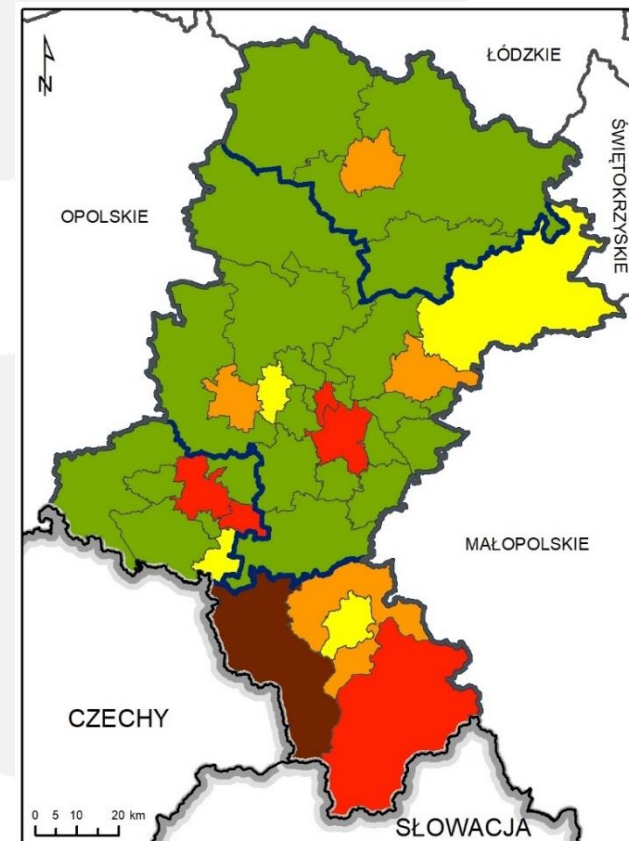 N
ŁÓDZKIE
ŚWIĘTOKRZYSKIE
OPOLSKIE
MAŁOPOLSKIE
CZECHY
0 5 10 20 km
SŁOWACJA